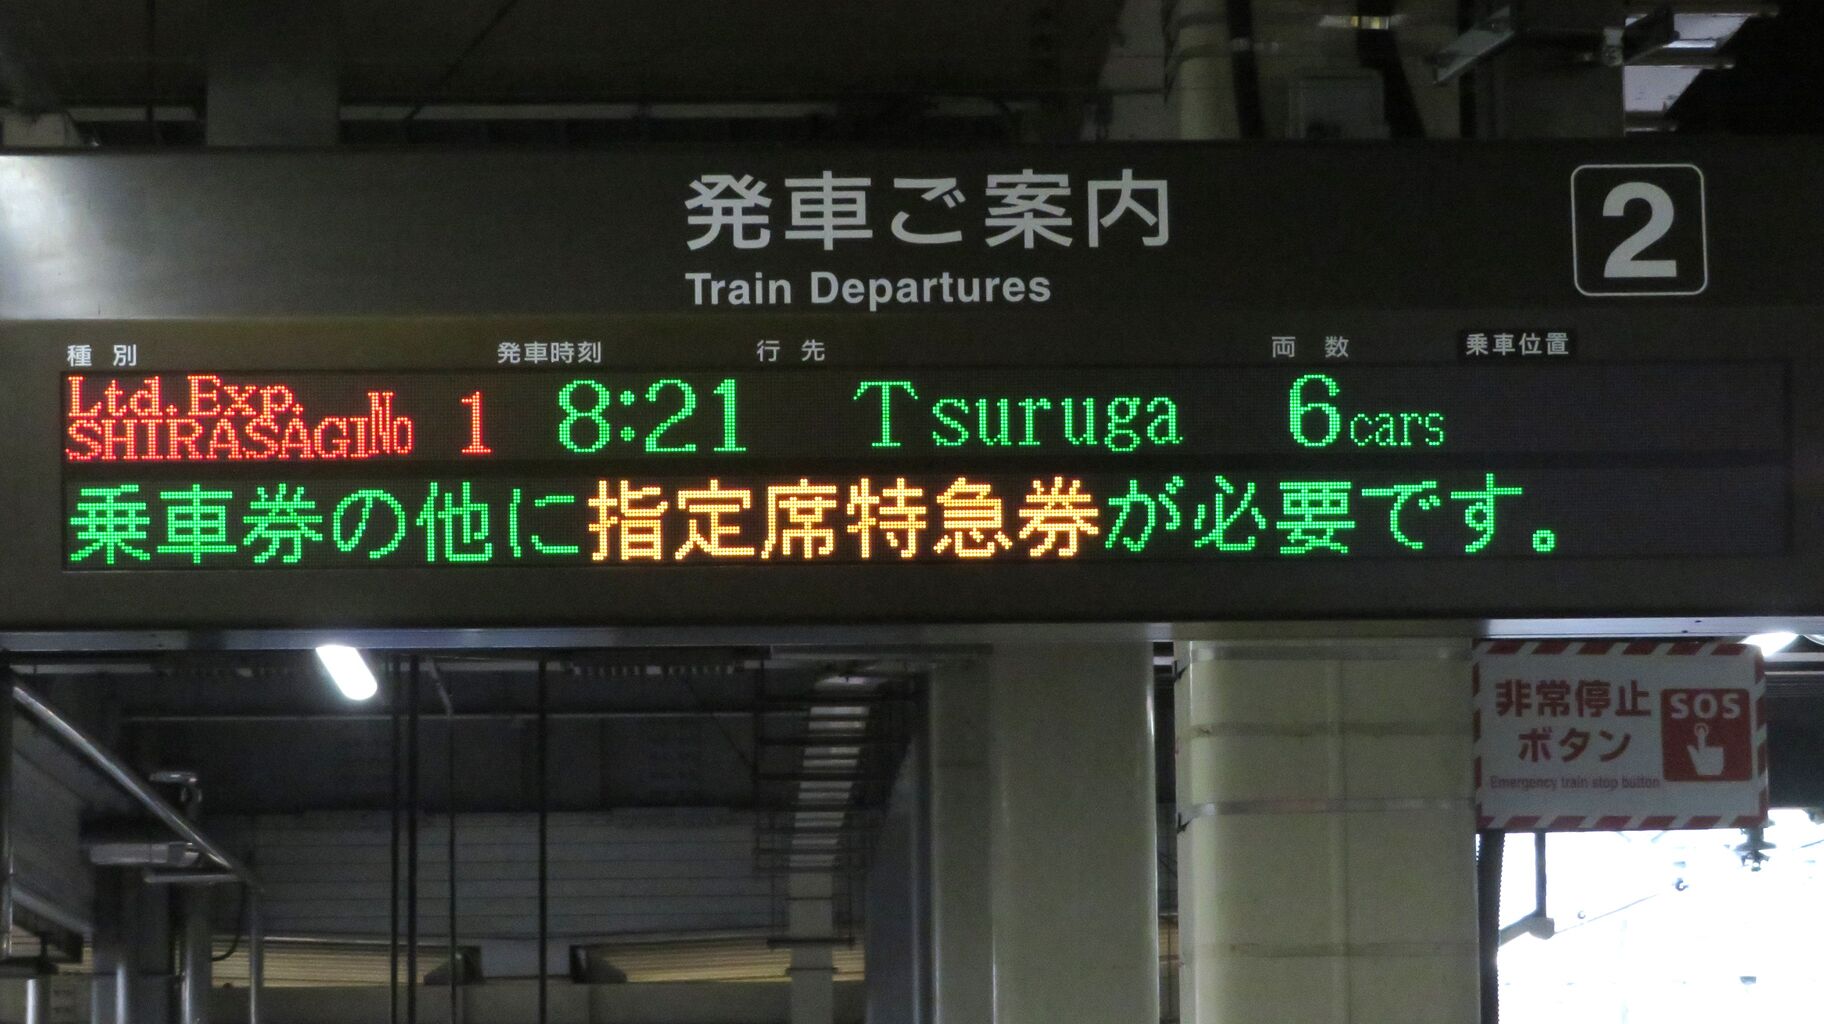 発車ご案内
Train Departures
2
種別 発車時刻 行先 両数 乗車位置
Ltd. Exp. SHIRASAGI No 1 8:21 Tsuruga 6cars
乗車券の他に指定席特急券が必要です。
非常停止
ボタン
SOS
Emergency train stop button